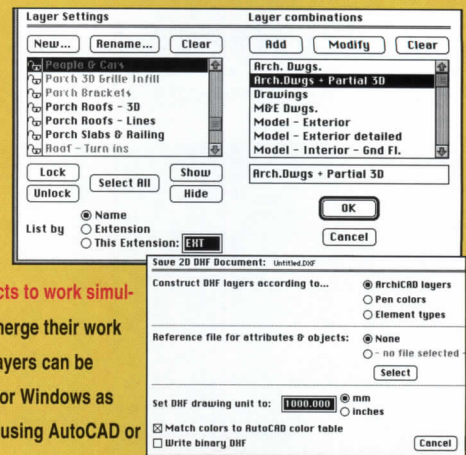 Layer Settings
New... Rename... Clear
People & Cars
Porch 3D Grille Infill
Porch Brackets
Porch Roofs - 3D
Porch Roofs - Lines
Porch Slabs & Railing
Roof - Turn ins
Lock
Unlock
Select All
Show
Hide
List by
Name
Extension
This Extension: EXT
Layer combinations
Add Modify Clear
Arch. Dwgs.
Arch.Dwgs + Partial 3D
Drawings
M&E Dwgs.
Model - Exterior
Model - Exterior detailed
Model - Interior - Gnd Fl.
Arch.Dwgs + Partial 3D
OK
Cancel
cts to work simul-
nerge their work
ayers can be
or Windows as
using AutoCAD or
Save 2D DXF Document: Untitled.DXF
Construct DXF layers according to...
ArchiCAD layers
Pen colors
Element types
Reference file for attributes & objects:
None
- no file selected -
Select
Set DXF drawing unit to: 1000.000 mm
inches
Match colors to AutoCAD color table
Write binary DXF
Cancel